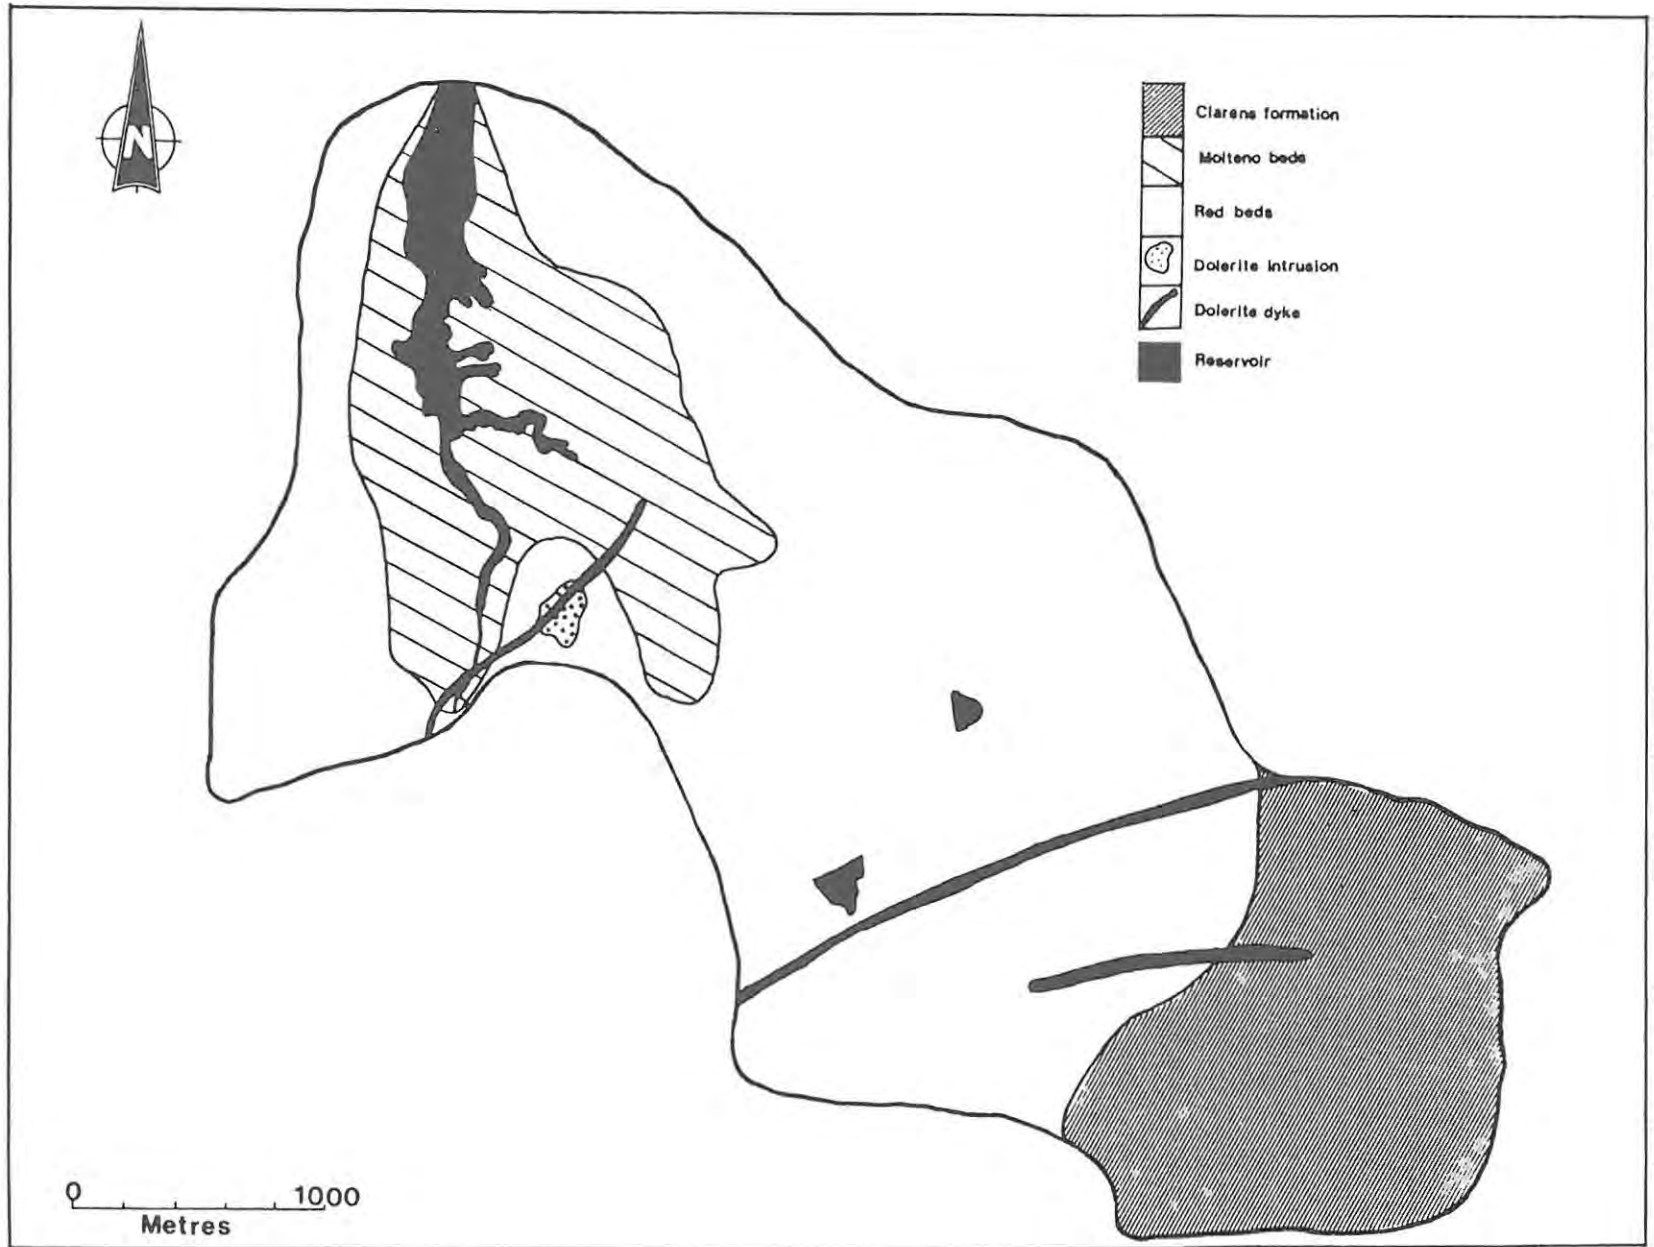 N
Clarens formation
Molteno beds
Red beds
Dolerite intrusion
Dolerite dyke
Reservoir
0 1000
Metres